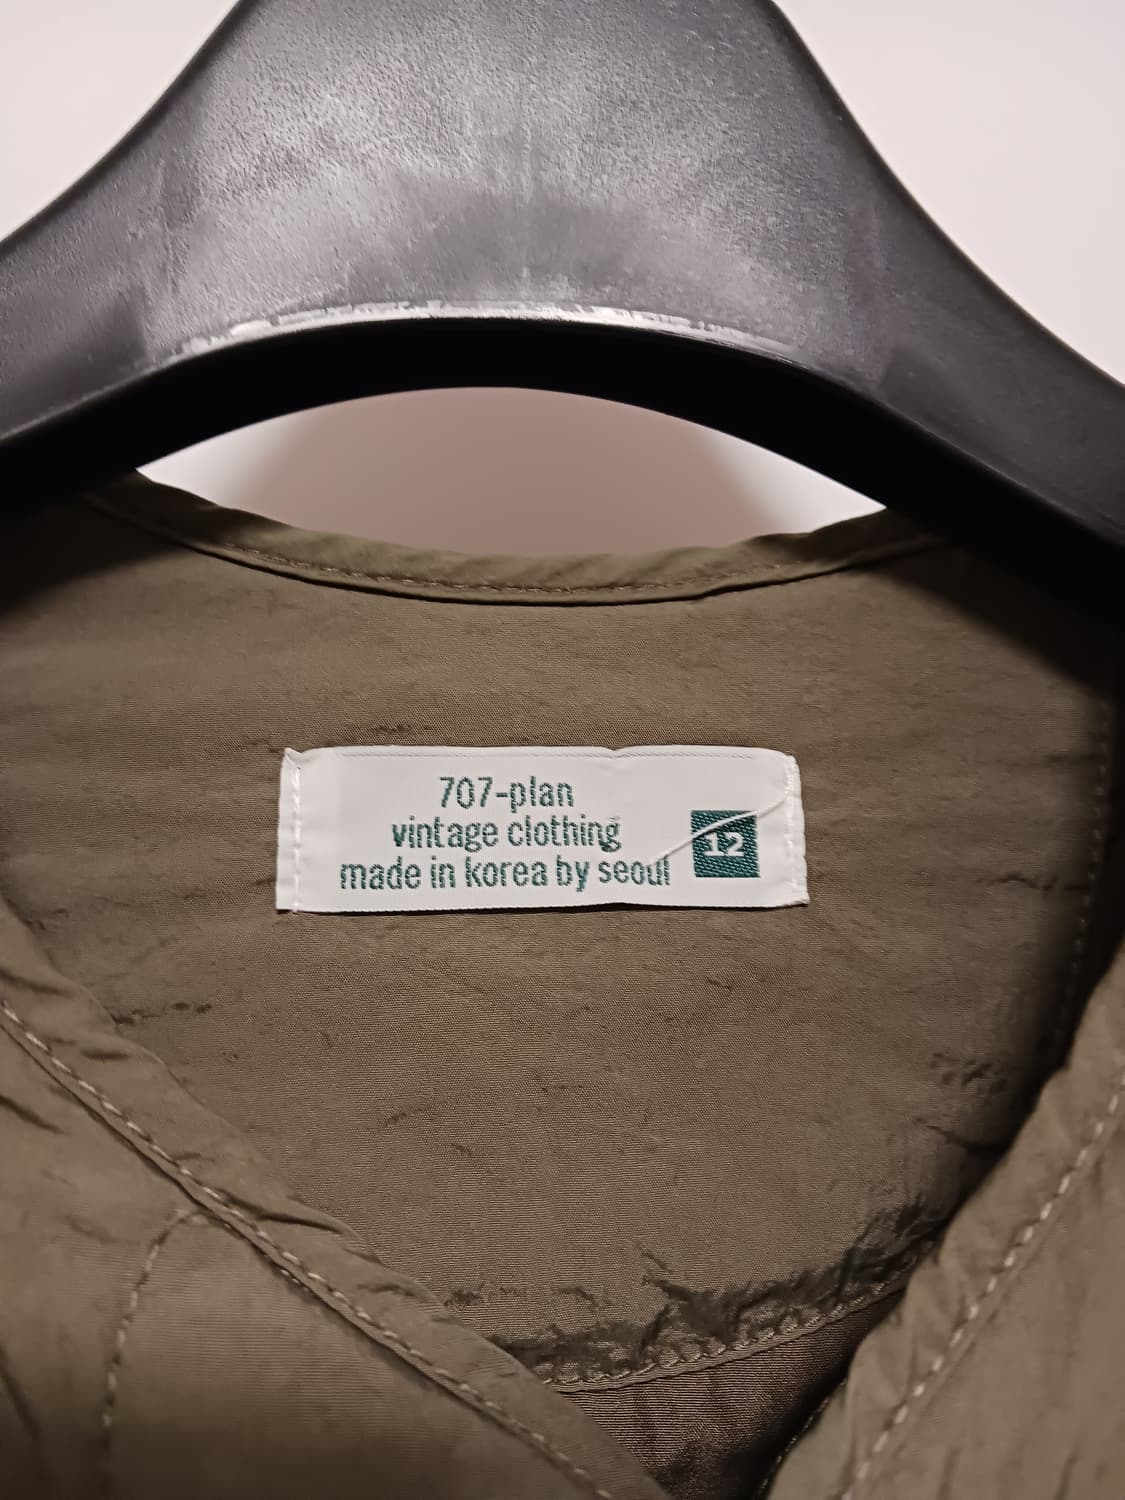 707-plan
vintage clothing
made in korea by seoul
12